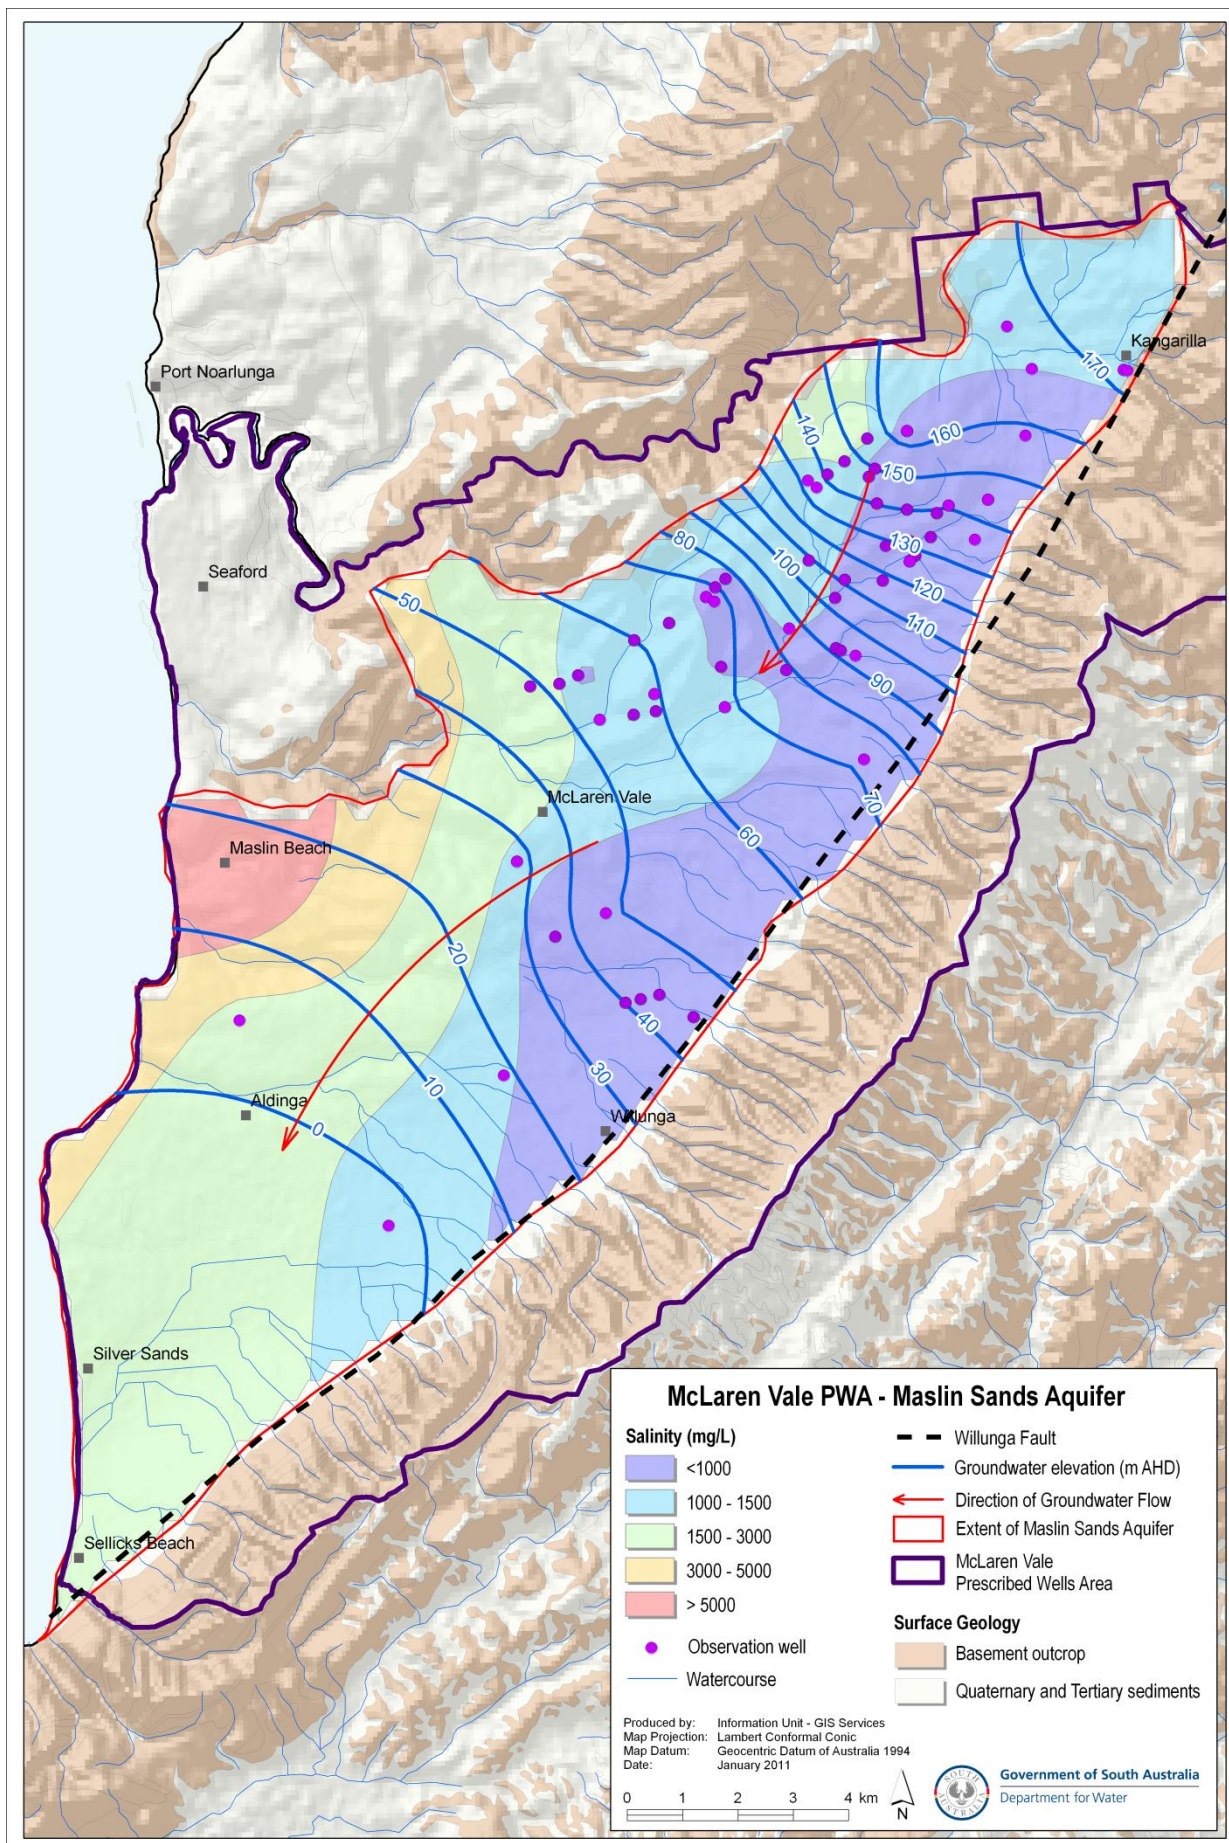 Kangarilla
170
Port Noarlunga
160
140
150
130
80
100
Seaford
120
50
110
90
McLaren Vale
70
60
Maslin Beach
20
40
30
10
Aldinga
0
Willunga
Silver Sands
Sellicks Beach
McLaren Vale PWA - Maslin Sands Aquifer
Salinity (mg/L)
<1000
1000 - 1500
1500 - 3000
3000 - 5000
> 5000
Observation well
Watercourse
Willunga Fault
Groundwater elevation (m AHD)
Direction of Groundwater Flow
Extent of Maslin Sands Aquifer
McLaren Vale
Prescribed Wells Area
Surface Geology
Basement outcrop
Quaternary and Tertiary sediments
Produced by: Information Unit - GIS Services
Map Projection: Lambert Conformal Conic
Map Datum: Geocentric Datum of Australia 1994
Date: January 2011
0 1 2 3 4 km
N
SOUTH AUSTRALIA
Government of South Australia
Department for Water